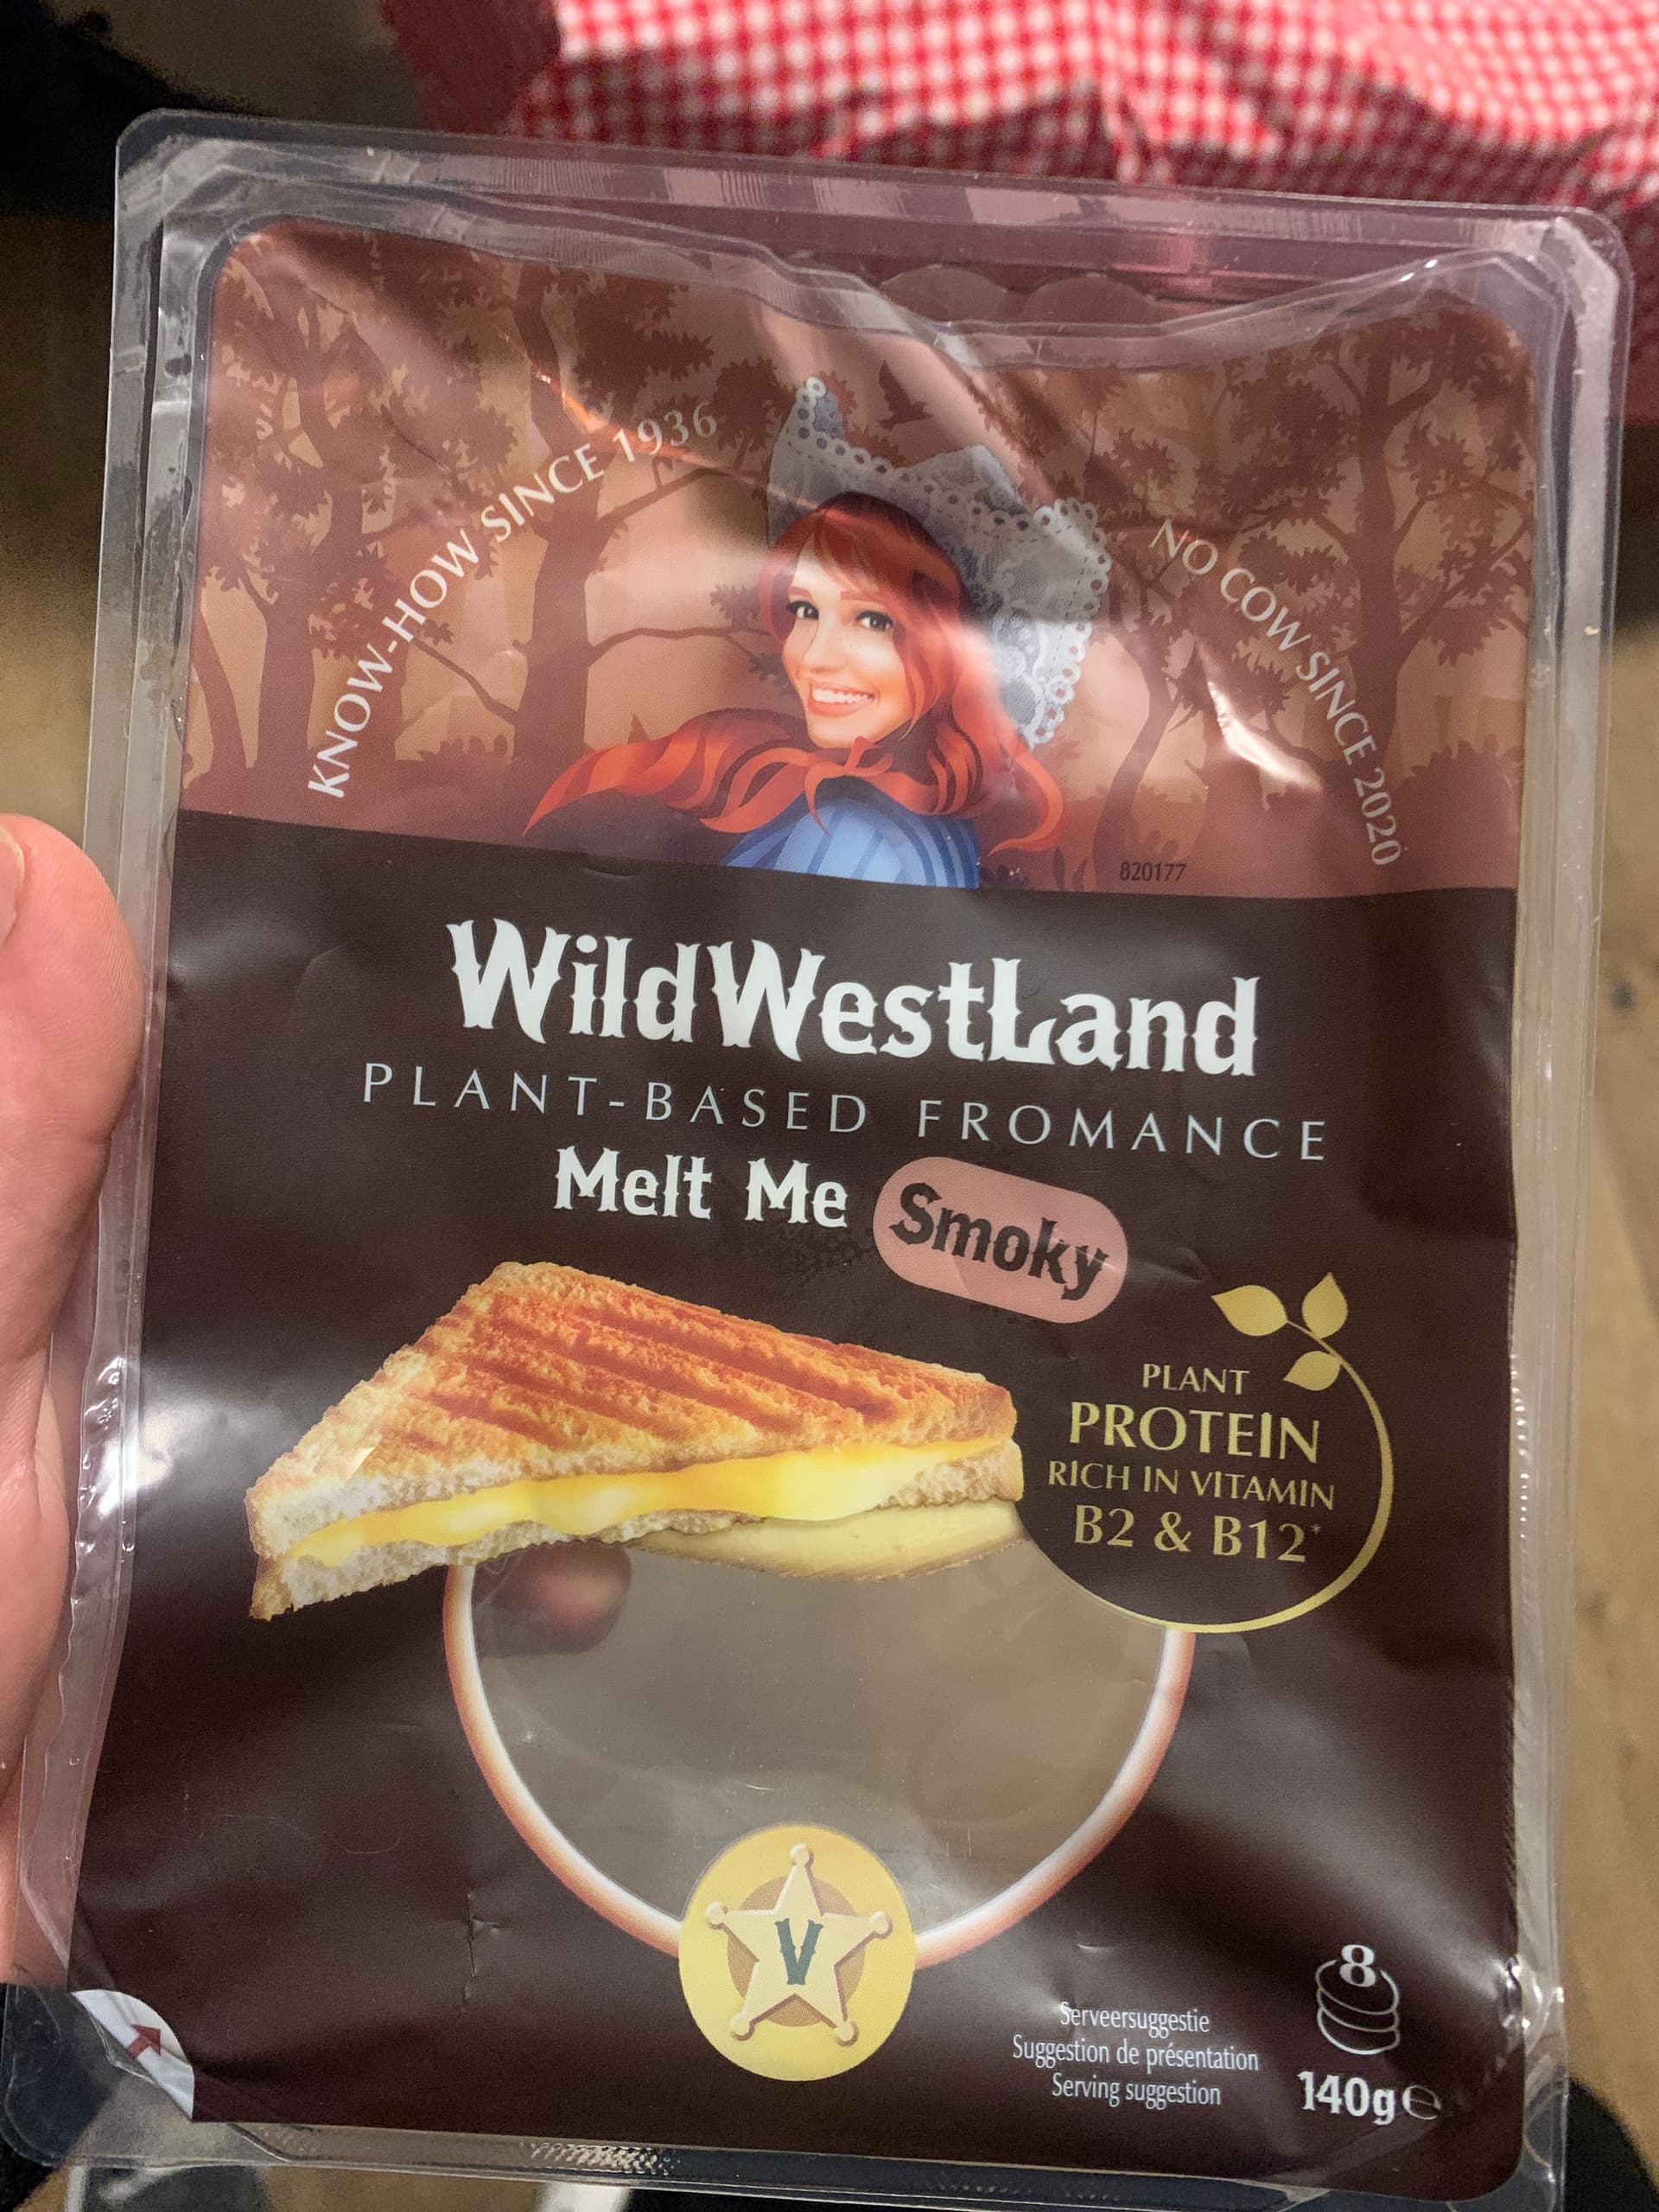 KNOW-HOW SINCE 1936
NO COW SINCE 2020
820177
WildWestLand
PLANT-BASED FROMANCE
Melt Me Smoky
PLANT
PROTEIN
RICH IN VITAMIN
B2 & B12*
V
8
Serveersuggestie
Suggestion de présentation
Serving suggestion
140g e